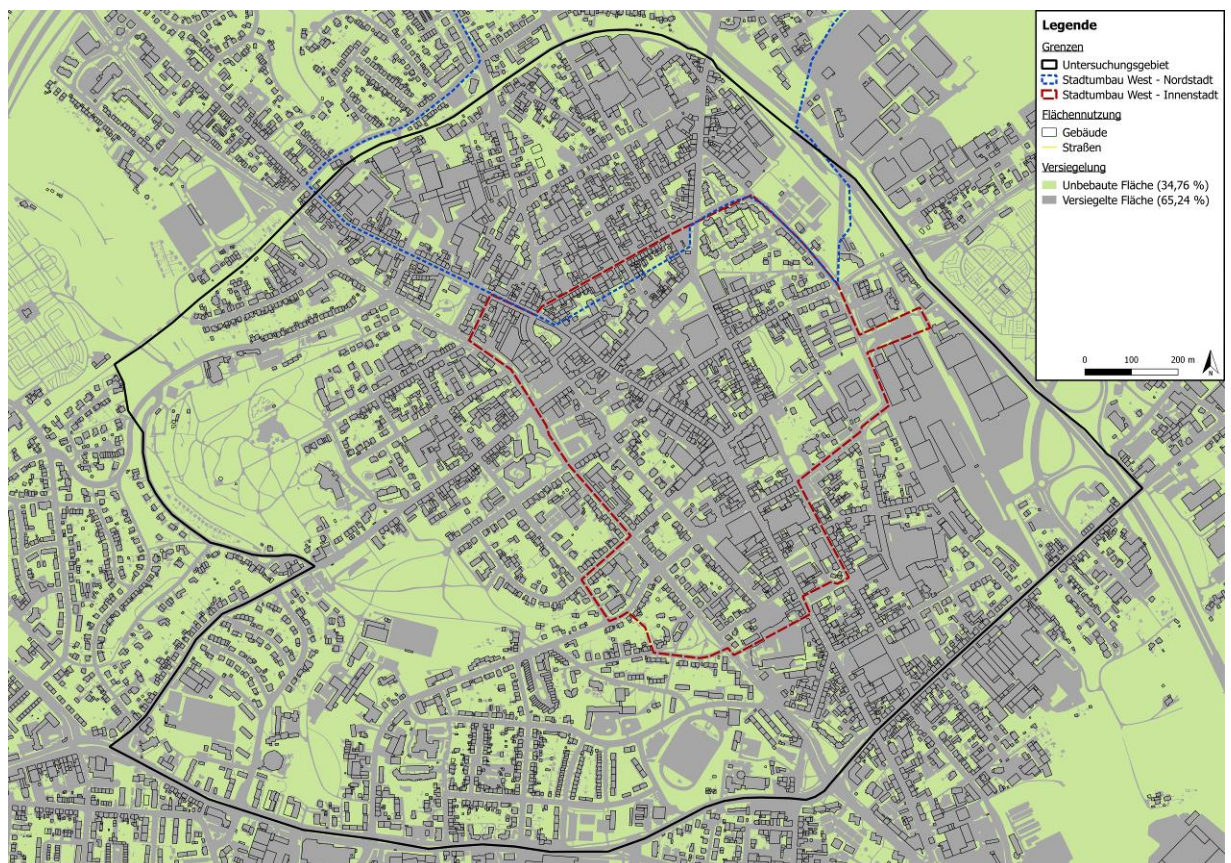 Legende
Grenzen
Untersuchungsgebiet
Stadtumbau West - Nordstadt
Stadtumbau West - Innenstadt
Flächennutzung
Gebäude
Straßen
Versiegelung
Unbebaute Fläche (34,76 %)
Versiegelte Fläche (65,24 %)
0 100 200 m
N